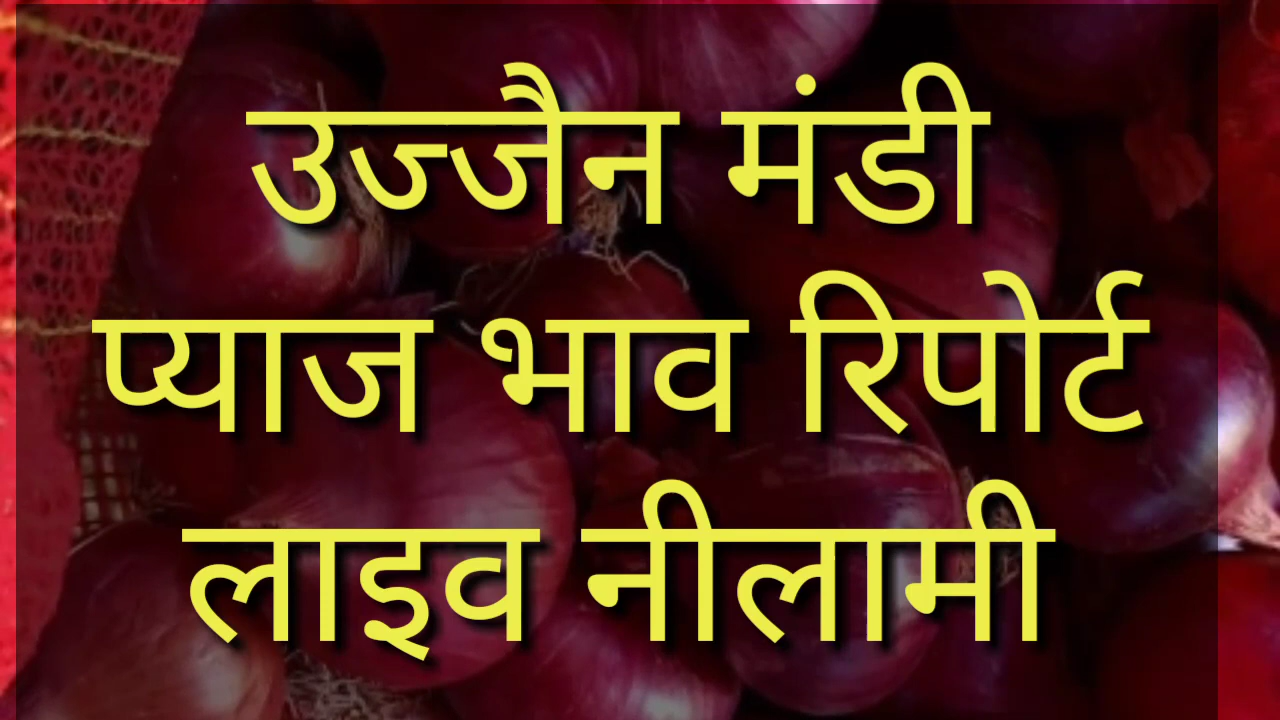 उज्जैन मंडी
प्याज भाव रिपोर्ट
लाइव नीलामी